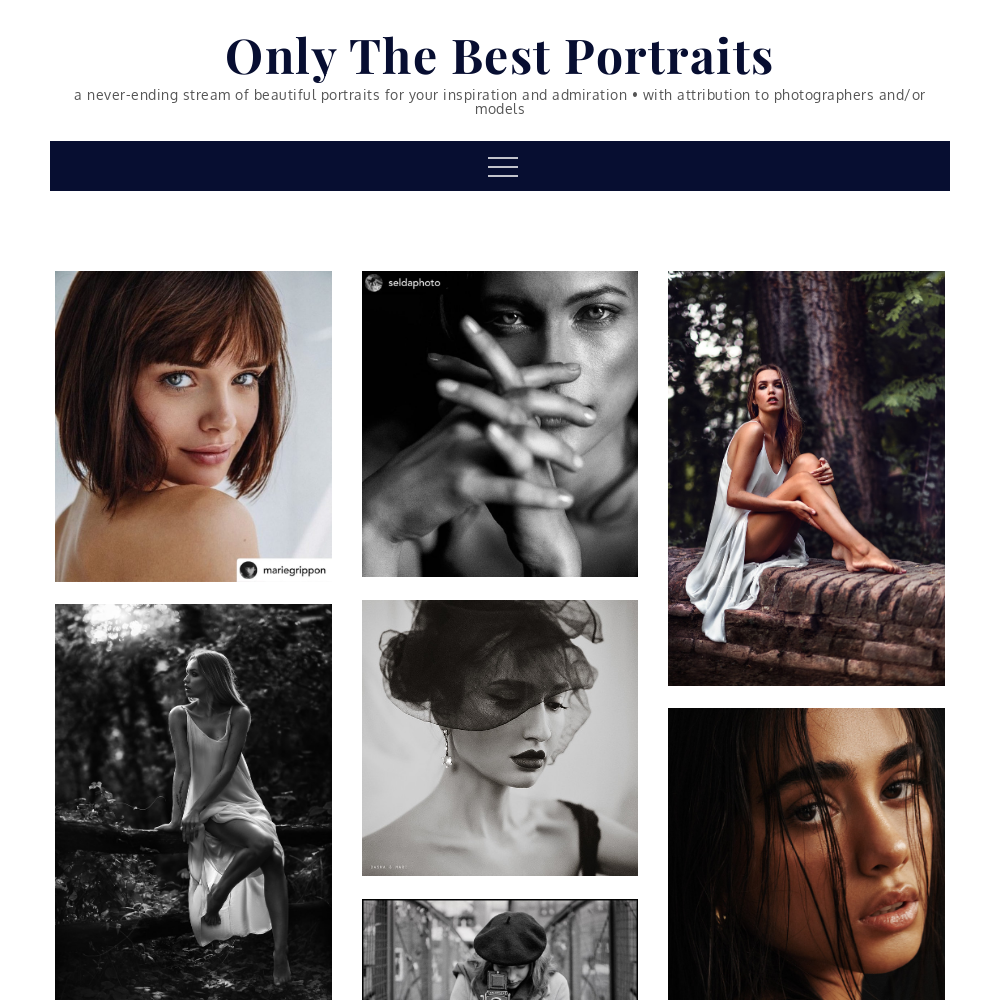 Only The Best Portraits
a never-ending stream of beautiful portraits for your inspiration and admiration • with attribution to photographers and/or
models
seldaphoto
mariegrippon